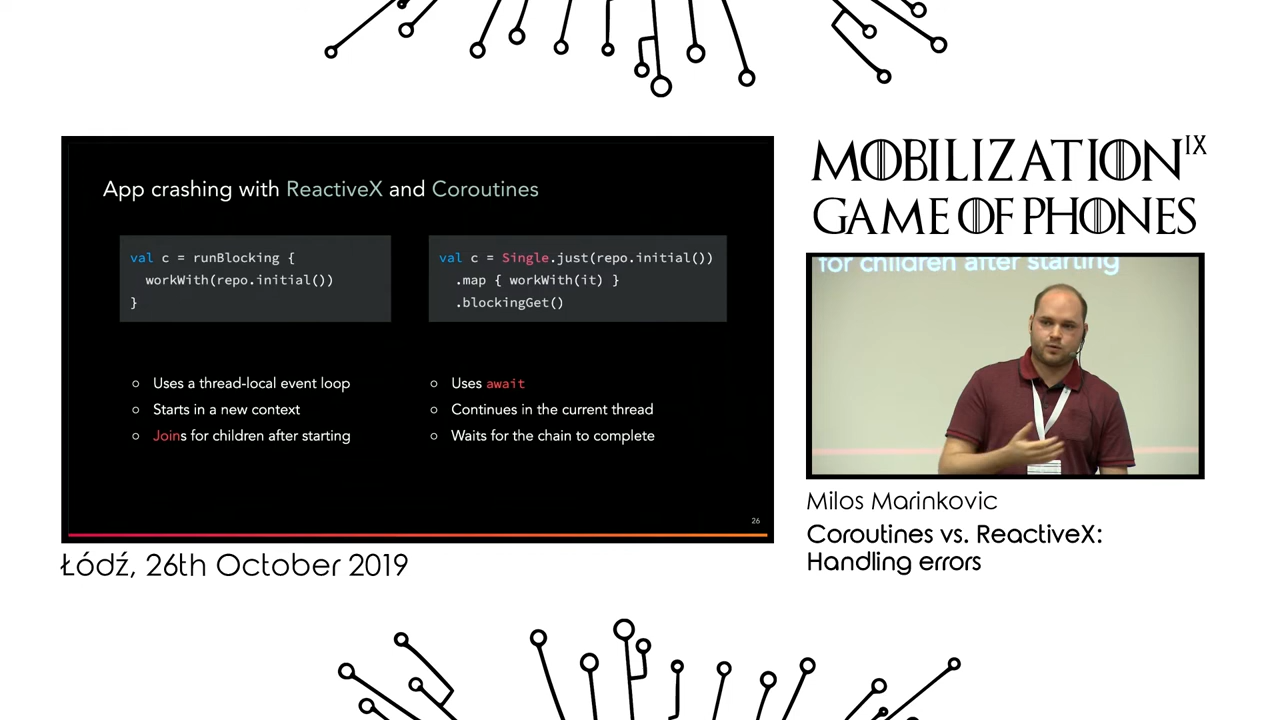 App crashing with ReactiveX and Coroutines
val c = runBlocking {
workWith(repo.initial())
}
val c = Single.just(repo.initial())
.map { workWith(it) }
.blockingGet()
Uses a thread-local event loop
Starts in a new context
Joins for children after starting
Uses await
Continues in the current thread
Waits for the chain to complete
26
Łódź, 26th October 2019
MOBILIZATION IX
GAME OF PHONES
for children after starting
Milos Marinkovic
Coroutines vs. ReactiveX:
Handling errors